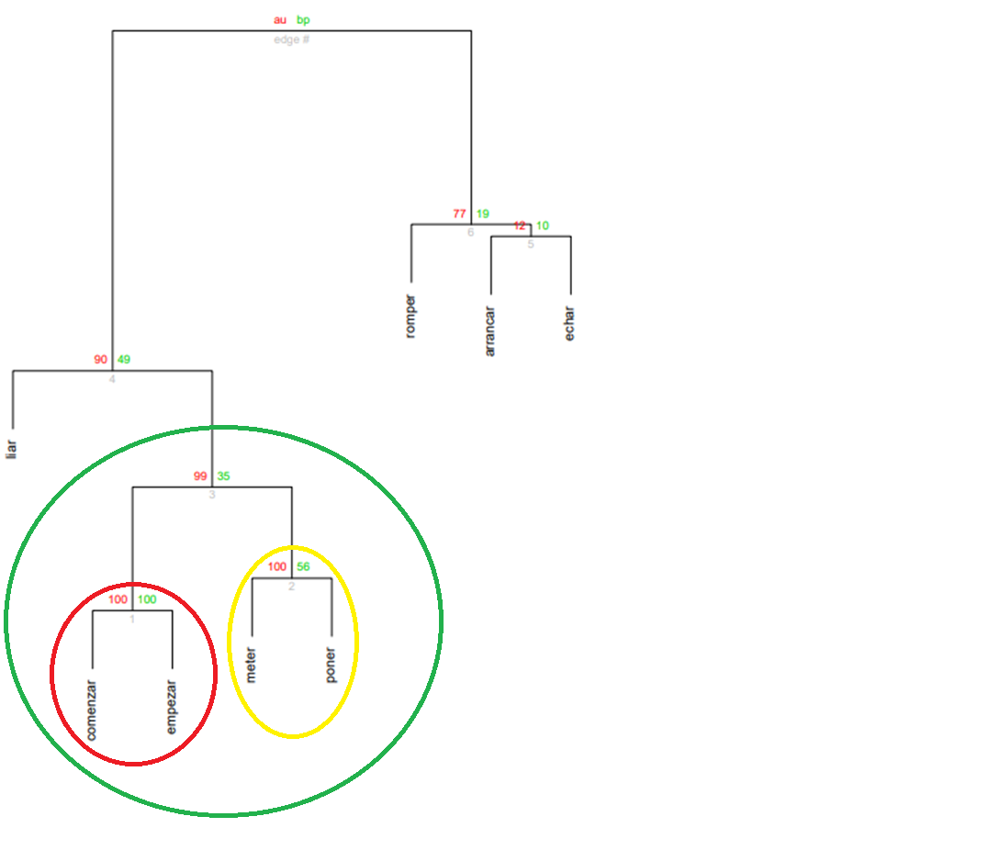 au bp
edge #
77 19
6
12 10
5
romper
arrancar
echar
90 49
4
liar
99 35
3
100 56
2
100 100
1
meter
poner
comenzar
empezar